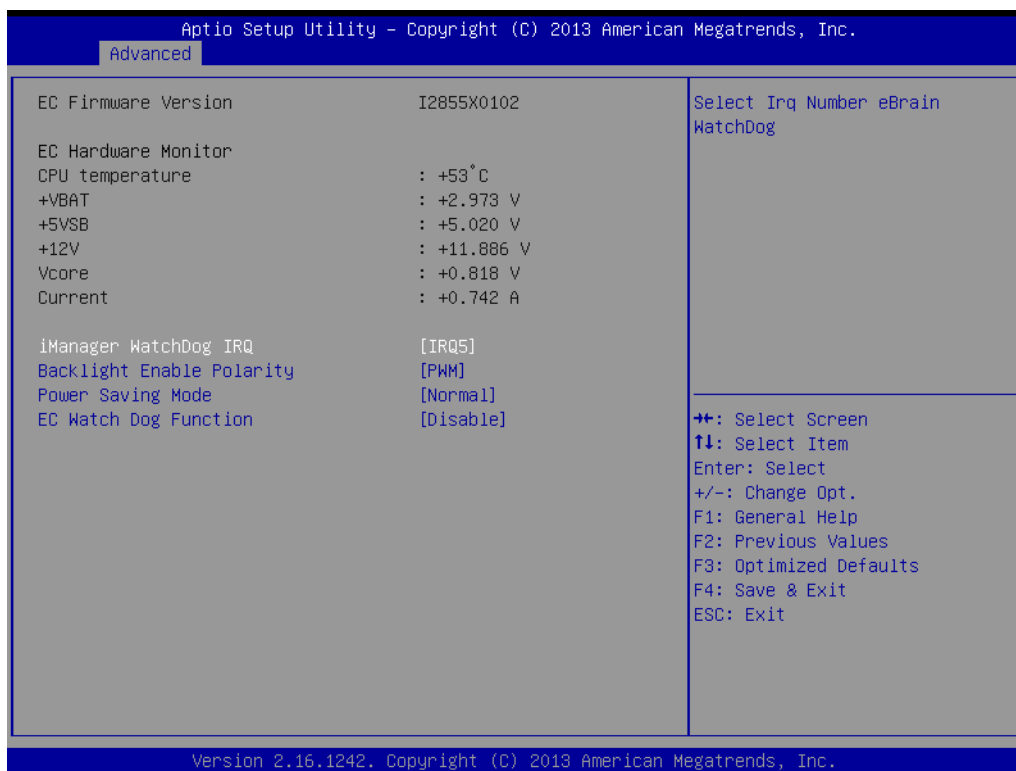 Aptio Setup Utility – Copyright (C) 2013 American Megatrends, Inc.
Advanced
EC Firmware Version I2855X0102
EC Hardware Monitor
CPU temperature : +53°C
+VBAT : +2.973 V
+5VSB : +5.020 V
+12V : +11.886 V
Vcore : +0.818 V
Current : +0.742 A
iManager WatchDog IRQ [IRQ5]
Backlight Enable Polarity [PWM]
Power Saving Mode [Normal]
EC Watch Dog Function [Disable]
Select Irq Number eBrain
WatchDog
→←: Select Screen
↑↓: Select Item
Enter: Select
+/-: Change Opt.
F1: General Help
F2: Previous Values
F3: Optimized Defaults
F4: Save & Exit
ESC: Exit
Version 2.16.1242. Copyright (C) 2013 American Megatrends, Inc.